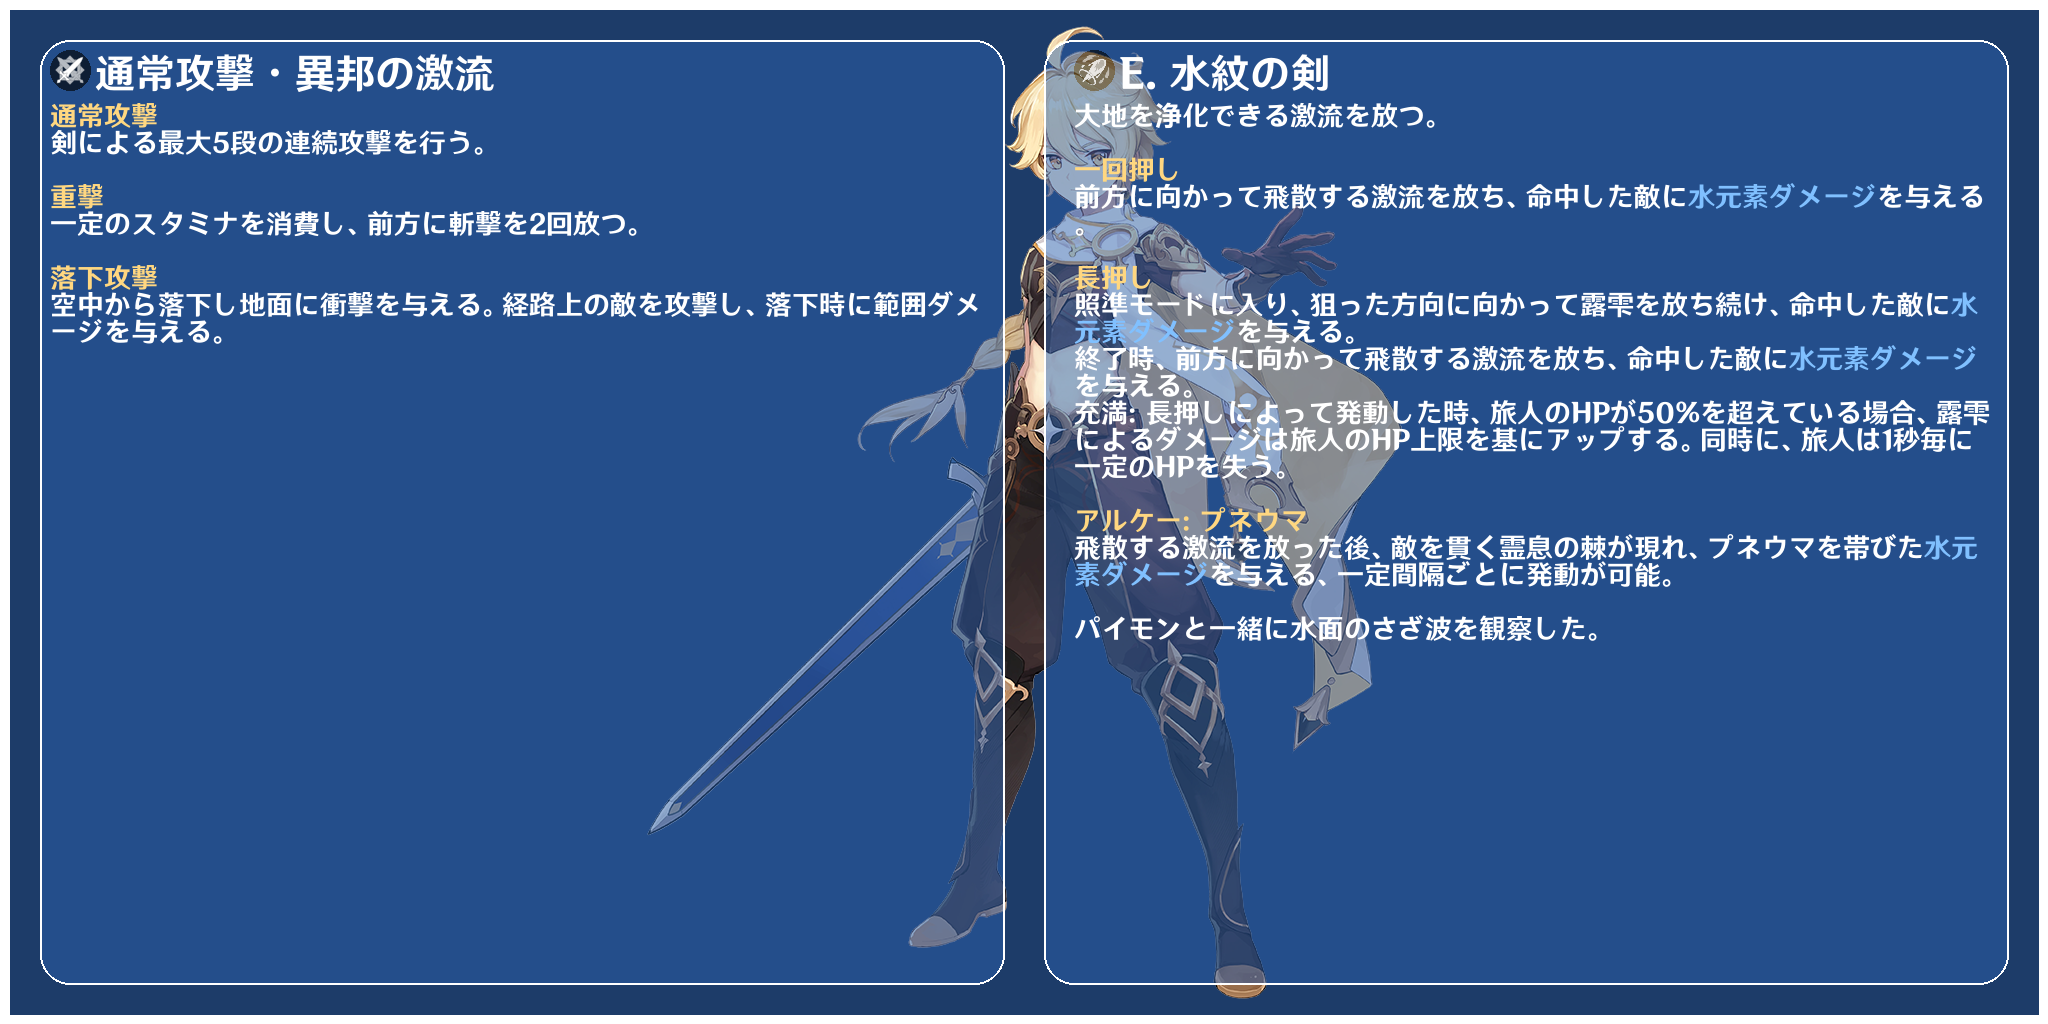 通常攻撃・異邦の激流
通常攻撃
剣による最大5段の連続攻撃を行う。
重撃
一定のスタミナを消費し、前方に斬撃を2回放つ。
落下攻撃
空中から落下し地面に衝撃を与える。経路上の敵を攻撃し、落下時に範囲ダメ
ージを与える。
E. 水紋の剣
大地を浄化できる激流を放つ。
一回押し
前方に向かって飛散する激流を放ち、命中した敵に水元素ダメージを与える
。
長押し
照準モードに入り、狙った方向に向かって露雫を放ち続け、命中した敵に水
元素ダメージを与える。
終了時、前方に向かって飛散する激流を放ち、命中した敵に水元素ダメージ
を与える。
充満: 長押しによって発動した時、旅人のHPが50%を超えている場合、露雫
によるダメージは旅人のHP上限を基にアップする。同時に、旅人は1秒毎に
一定のHPを失う。
アルケー: プネウマ
飛散する激流を放った後、敵を貫く霊息の棘が現れ、プネウマを帯びた水元
素ダメージを与える、一定間隔ごとに発動が可能。
パイモンと一緒に水面のさざ波を観察した。